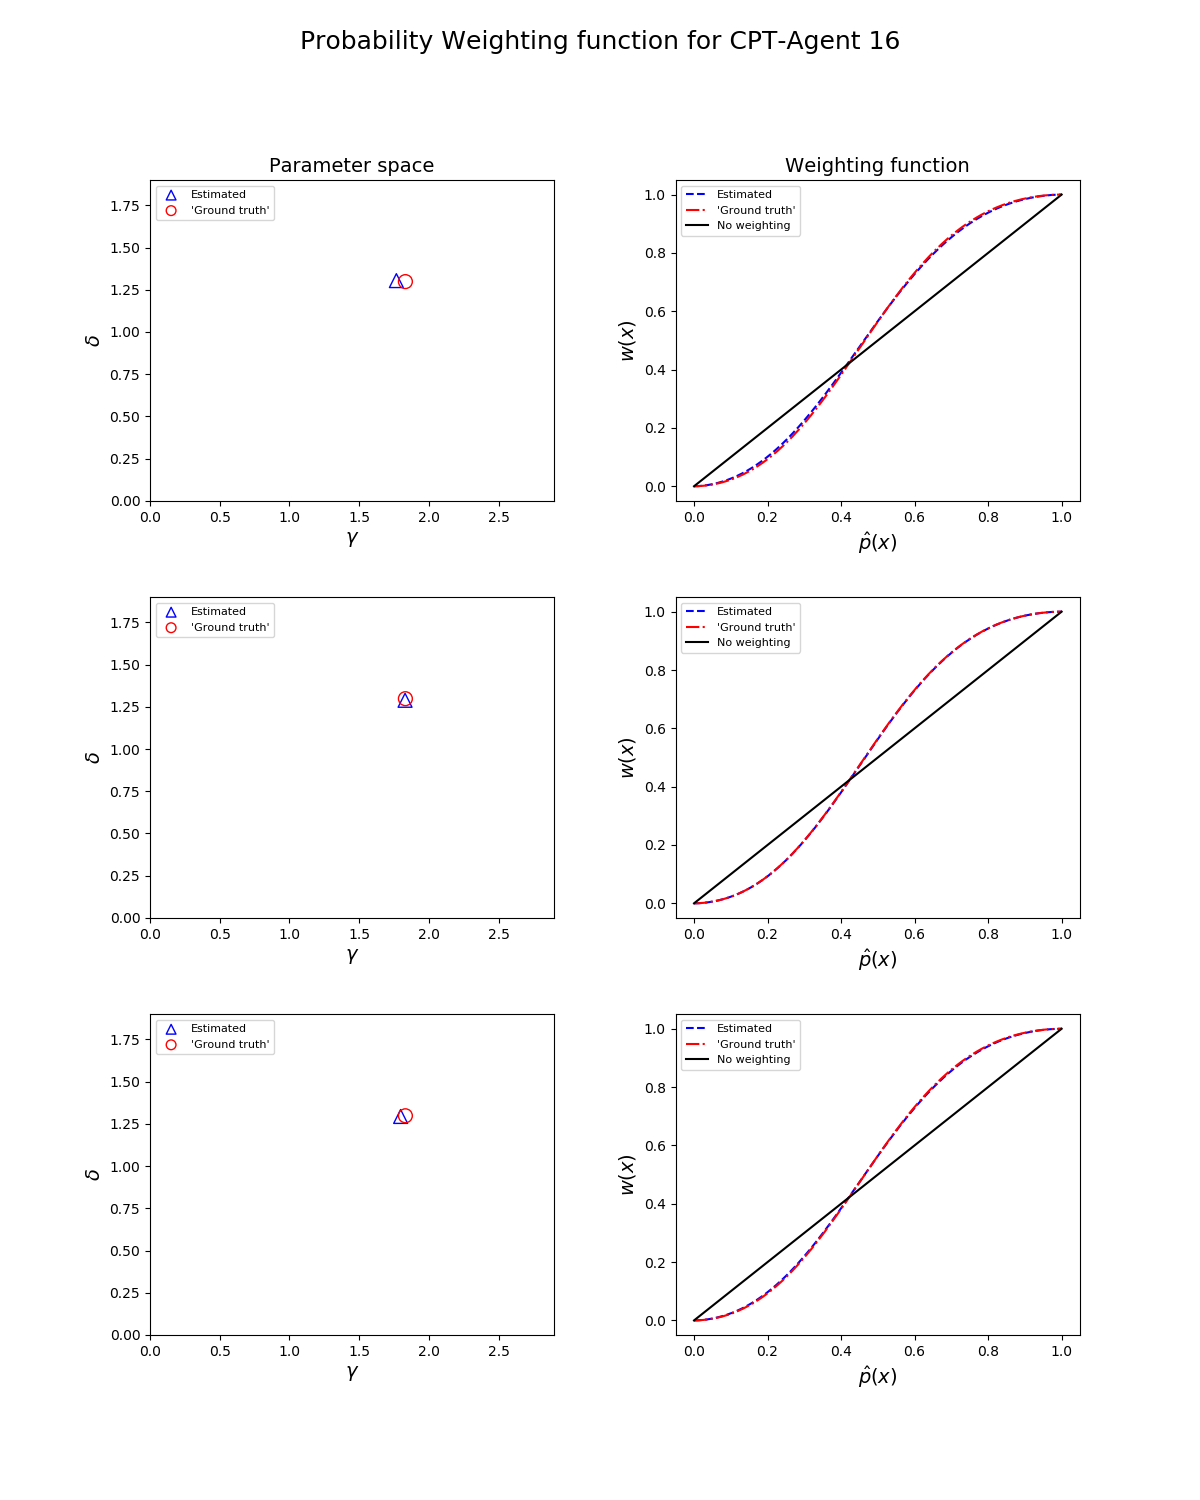 Probability Weighting function for CPT-Agent 16
Parameter space
Estimated
'Ground truth'
1.75
1.50
1.25
1.00
0.75
0.50
0.25
0.00
δ
0.0 0.5 1.0 1.5 2.0 2.5
γ
Weighting function
Estimated
'Ground truth'
No weighting
1.0
0.8
0.6
0.4
0.2
0.0
w(x)
0.0 0.2 0.4 0.6 0.8 1.0
p̂(x)
Estimated
'Ground truth'
1.75
1.50
1.25
1.00
0.75
0.50
0.25
0.00
δ
0.0 0.5 1.0 1.5 2.0 2.5
γ
Estimated
'Ground truth'
No weighting
1.0
0.8
0.6
0.4
0.2
0.0
w(x)
0.0 0.2 0.4 0.6 0.8 1.0
p̂(x)
Estimated
'Ground truth'
1.75
1.50
1.25
1.00
0.75
0.50
0.25
0.00
δ
0.0 0.5 1.0 1.5 2.0 2.5
γ
Estimated
'Ground truth'
No weighting
1.0
0.8
0.6
0.4
0.2
0.0
w(x)
0.0 0.2 0.4 0.6 0.8 1.0
p̂(x)